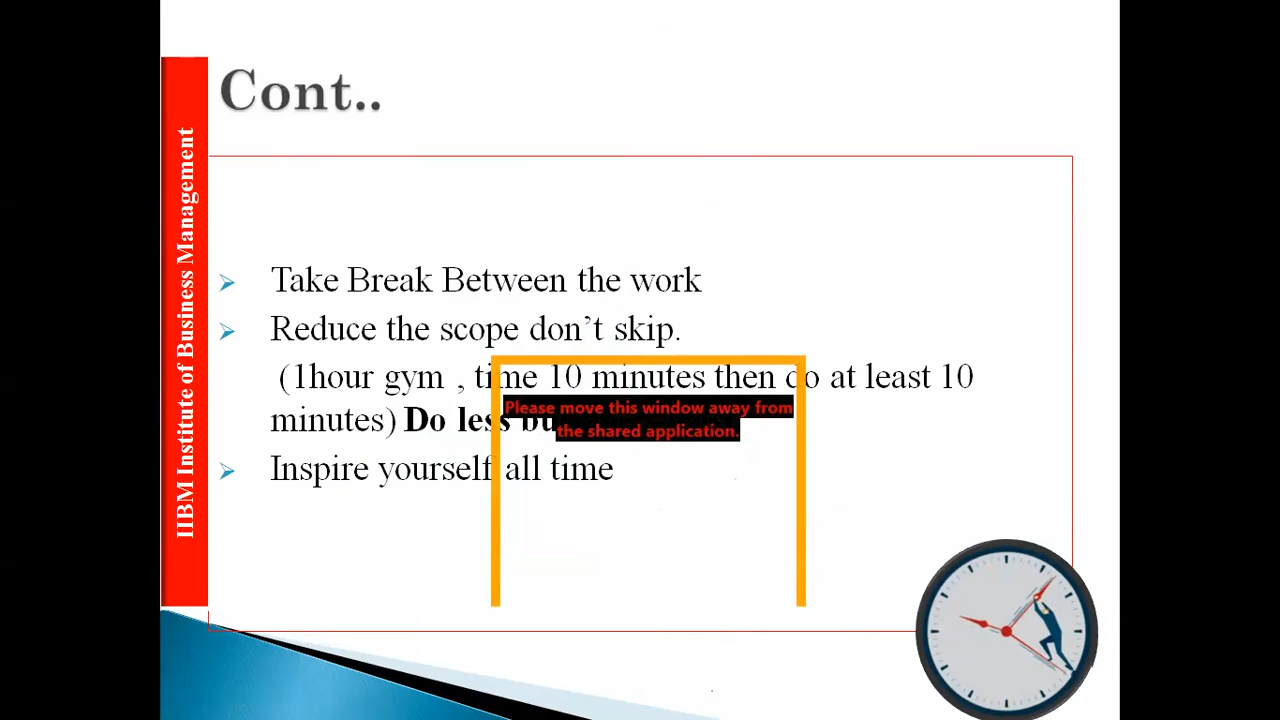 Cont..
IIBM Institute of Business Management
Take Break Between the work
Reduce the scope don’t skip.
(1hour gym , time 10 minutes then do at least 10
minutes) Do less
Please move this window away from
the shared application.
Inspire yourself all time